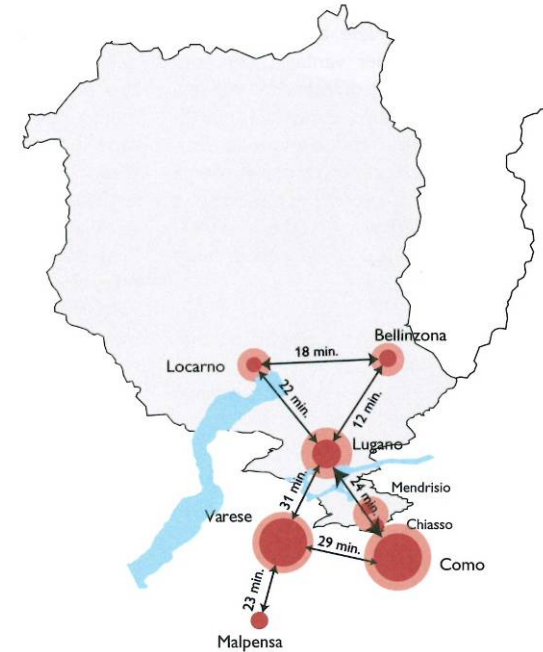 Bellinzona
18 min.
Locarno
22 min.
12 min.
Lugano
24 min.
Mendrisio
31 min.
Varese
Chiasso
29 min.
Como
23 min.
Malpensa